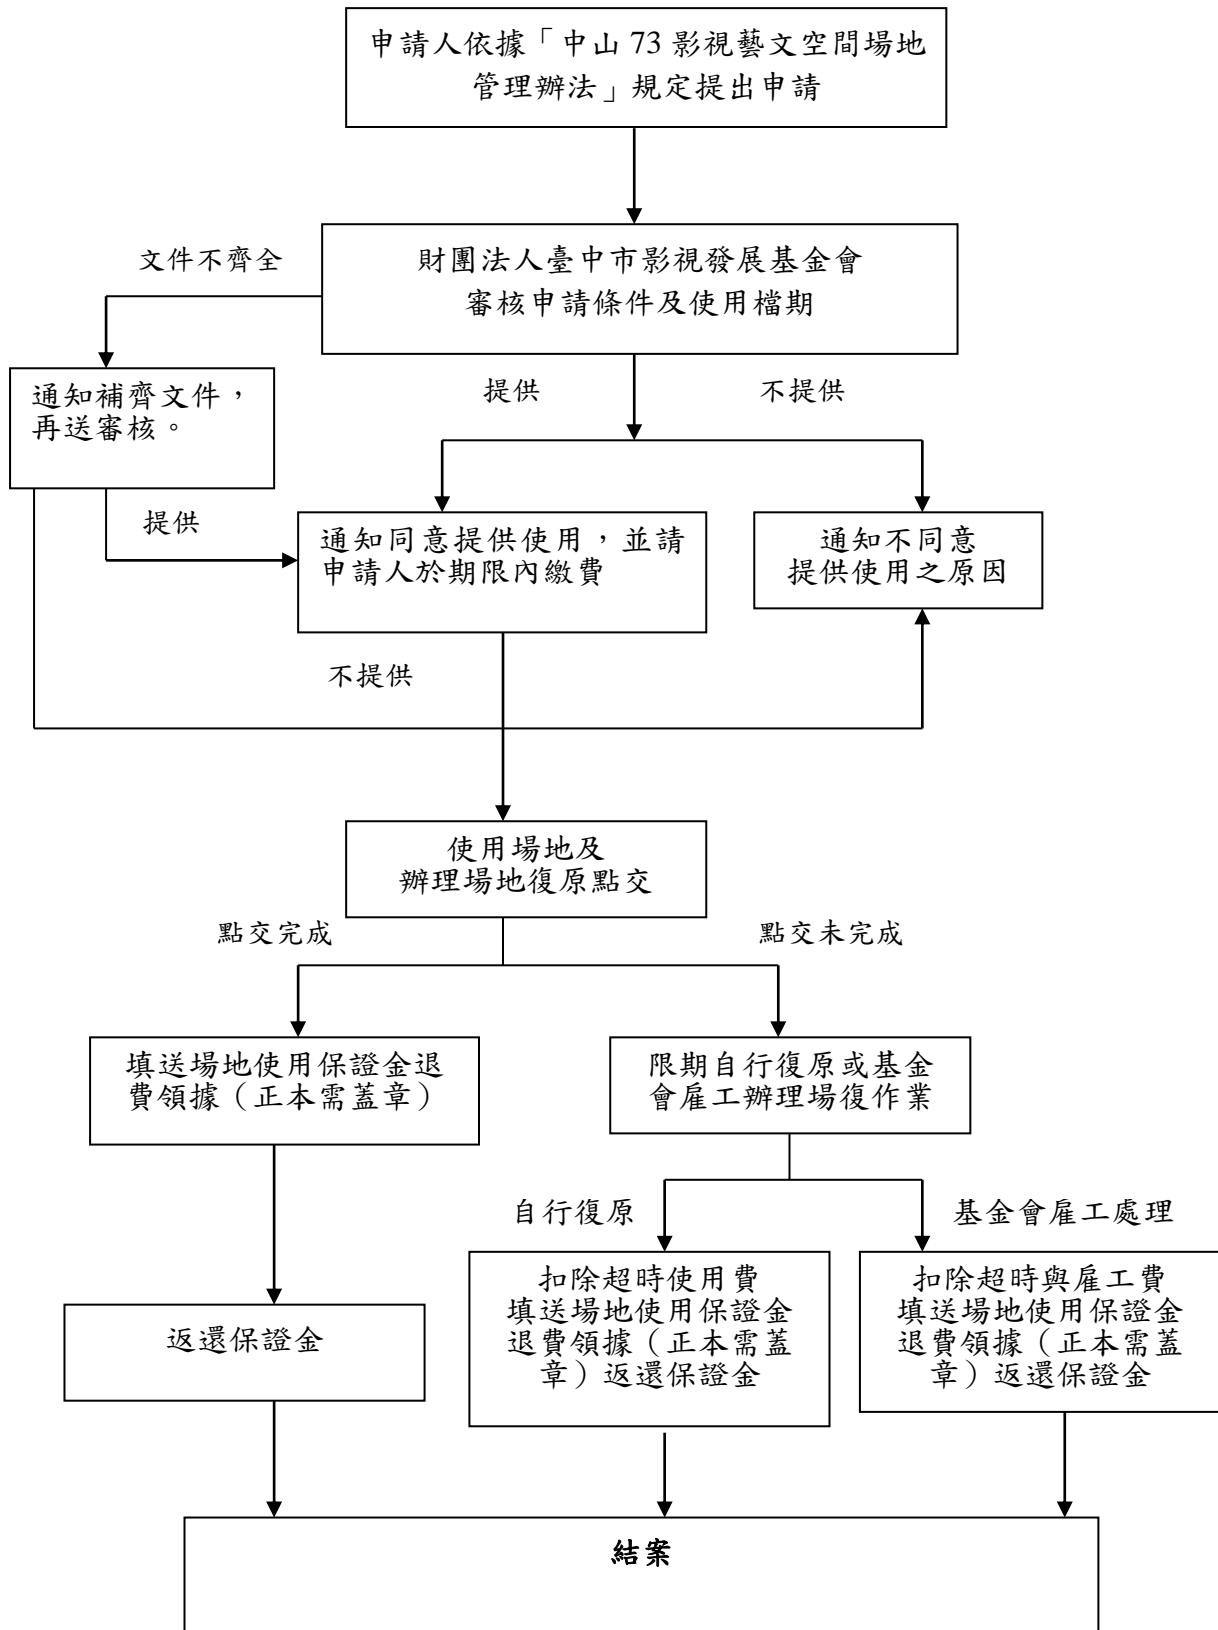 申請人依據「中山 73 影視藝文空間場地
管理辦法」規定提出申請
文件不齊全
財團法人臺中市影視發展基金會
審核申請條件及使用檔期
通知補齊文件，
再送審核。
提供
不提供
提供
通知同意提供使用，並請
申請人於期限內繳費
通知不同意
提供使用之原因
不提供
使用場地及
辦理場地復原點交
點交完成
點交未完成
填送場地使用保證金退
費領據（正本需蓋章）
限期自行復原或基金
會雇工辦理場復作業
自行復原
基金會雇工處理
返還保證金
扣除超時使用費
填送場地使用保證金
退費領據（正本需蓋
章）返還保證金
扣除超時與雇工費
填送場地使用保證金
退費領據（正本需蓋
章）返還保證金
結案